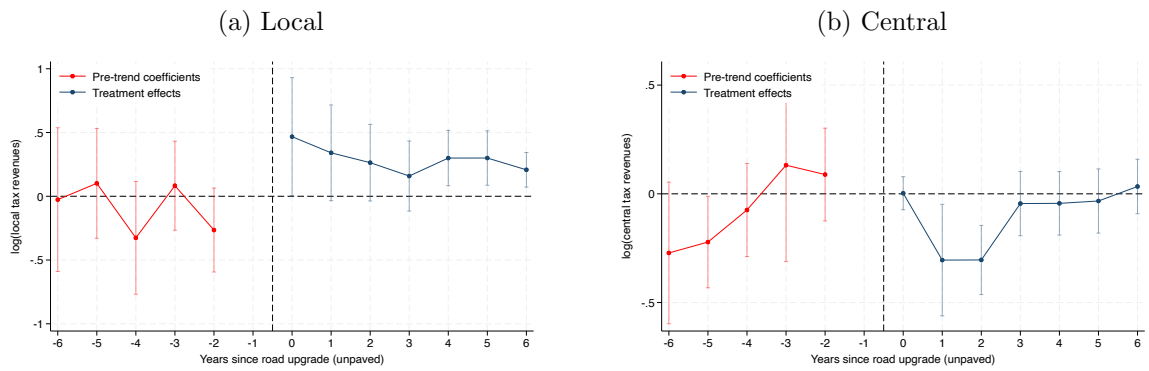 (a) Local
Pre-trend coefficients
Treatment effects
log(local tax revenues)
1
.5
0
-.5
-1
-6 -5 -4 -3 -2 -1 0 1 2 3 4 5 6
Years since road upgrade (unpaved)
(b) Central
Pre-trend coefficients
Treatment effects
log(central tax revenues)
.5
0
-.5
-6 -5 -4 -3 -2 -1 0 1 2 3 4 5 6
Years since road upgrade (unpaved)